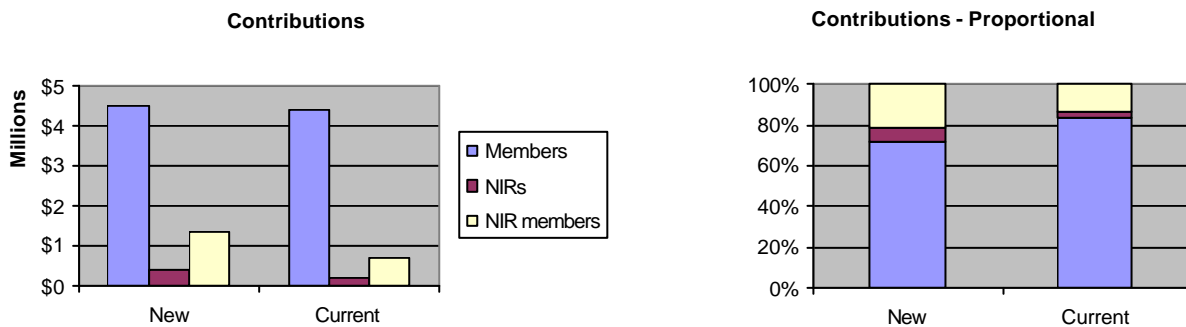 Contributions
Millions
$5
$4
$3
$2
$1
$0
New Current
Members
NIRs
NIR members
Contributions - Proportional
100%
80%
60%
40%
20%
0%
New Current